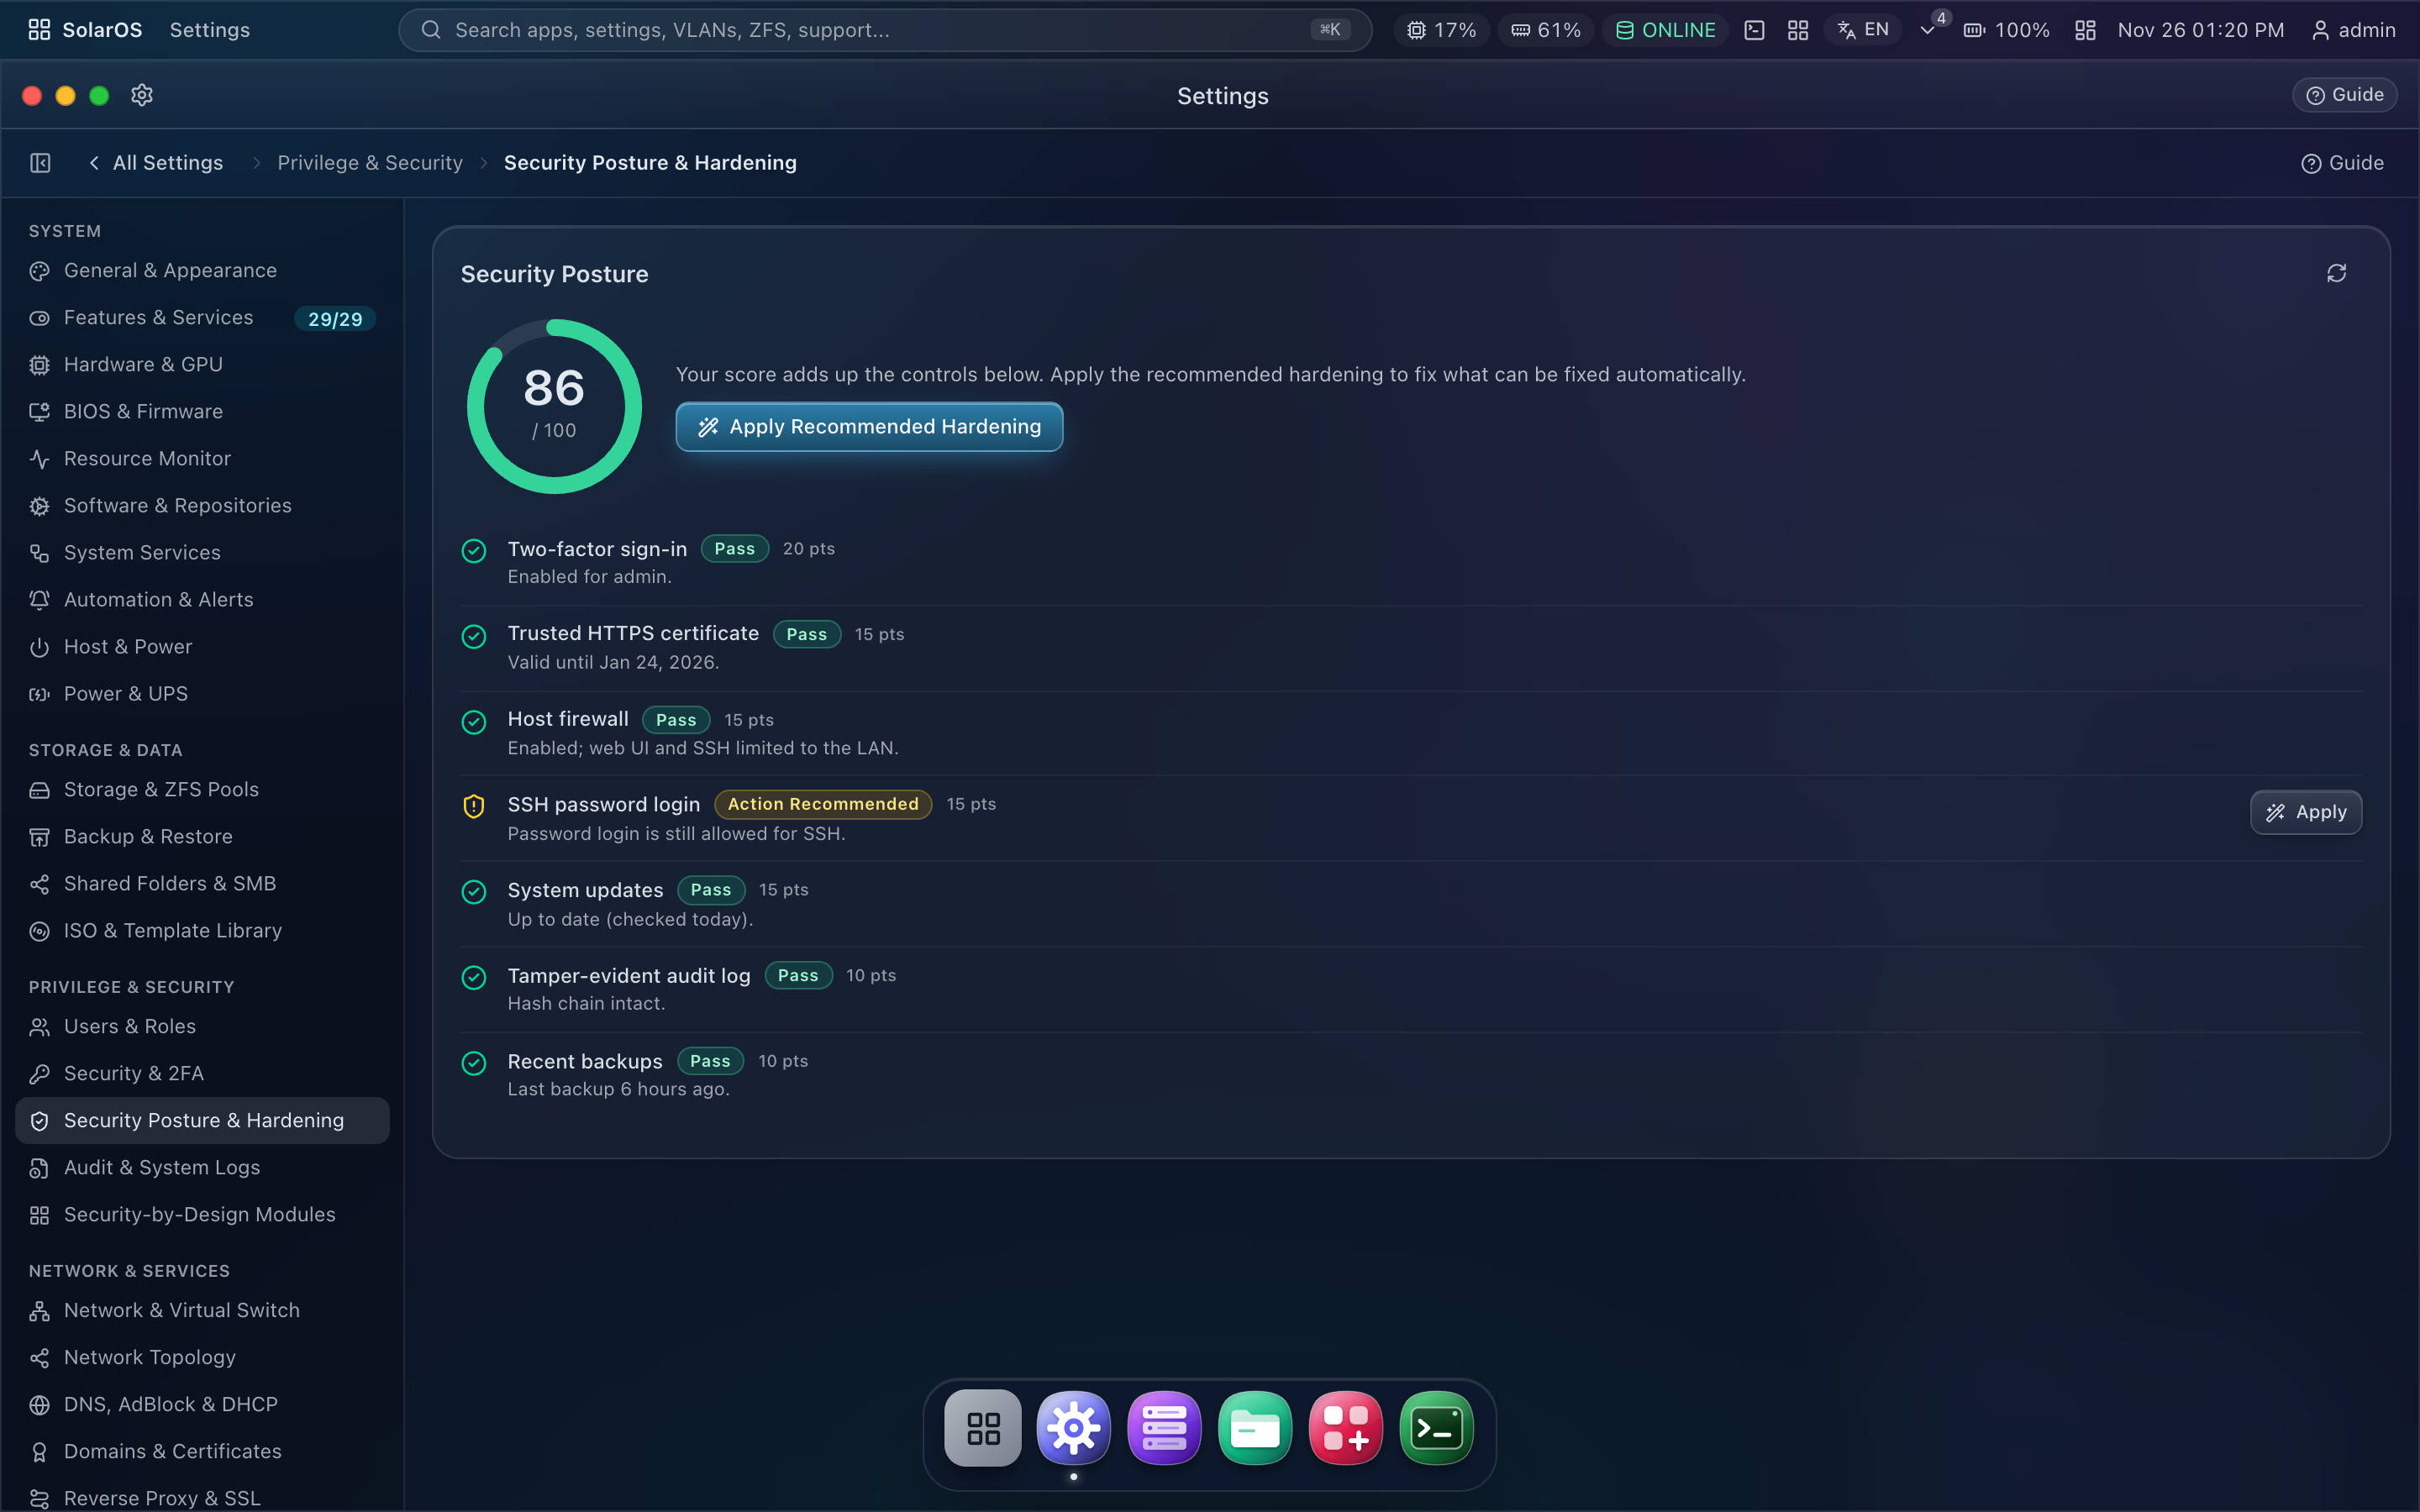 SolarOS Settings Search apps, settings, VLANs, ZFS, support... ⌘K 17% 61% ONLINE EN 4 100% Nov 26 01:20 PM admin
Settings Guide
All Settings Privilege & Security Security Posture & Hardening Guide
SYSTEM
General & Appearance
Features & Services 29/29
Hardware & GPU
BIOS & Firmware
Resource Monitor
Software & Repositories
System Services
Automation & Alerts
Host & Power
Power & UPS
STORAGE & DATA
Storage & ZFS Pools
Backup & Restore
Shared Folders & SMB
ISO & Template Library
PRIVILEGE & SECURITY
Users & Roles
Security & 2FA
Security Posture & Hardening
Audit & System Logs
Security-by-Design Modules
NETWORK & SERVICES
Network & Virtual Switch
Network Topology
DNS, AdBlock & DHCP
Domains & Certificates
Reverse Proxy & SSL
Security Posture
86
/ 100
Your score adds up the controls below. Apply the recommended hardening to fix what can be fixed automatically.
Apply Recommended Hardening
Two-factor sign-in Pass 20 pts
Enabled for admin.
Trusted HTTPS certificate Pass 15 pts
Valid until Jan 24, 2026.
Host firewall Pass 15 pts
Enabled; web UI and SSH limited to the LAN.
SSH password login Action Recommended 15 pts
Password login is still allowed for SSH.
Apply
System updates Pass 15 pts
Up to date (checked today).
Tamper-evident audit log Pass 10 pts
Hash chain intact.
Recent backups Pass 10 pts
Last backup 6 hours ago.